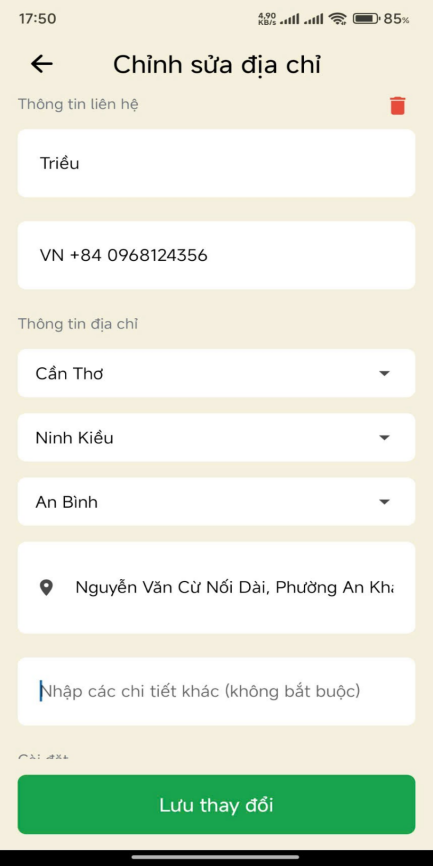 17:50
4,90 KB/s 85%
Chỉnh sửa địa chỉ
Thông tin liên hệ
Triều
VN +84 0968124356
Thông tin địa chỉ
Cần Thơ
Ninh Kiều
An Bình
Nguyễn Văn Cừ Nối Dài, Phường An Khá
Nhập các chi tiết khác (không bắt buộc)
Cài đặt
Lưu thay đổi